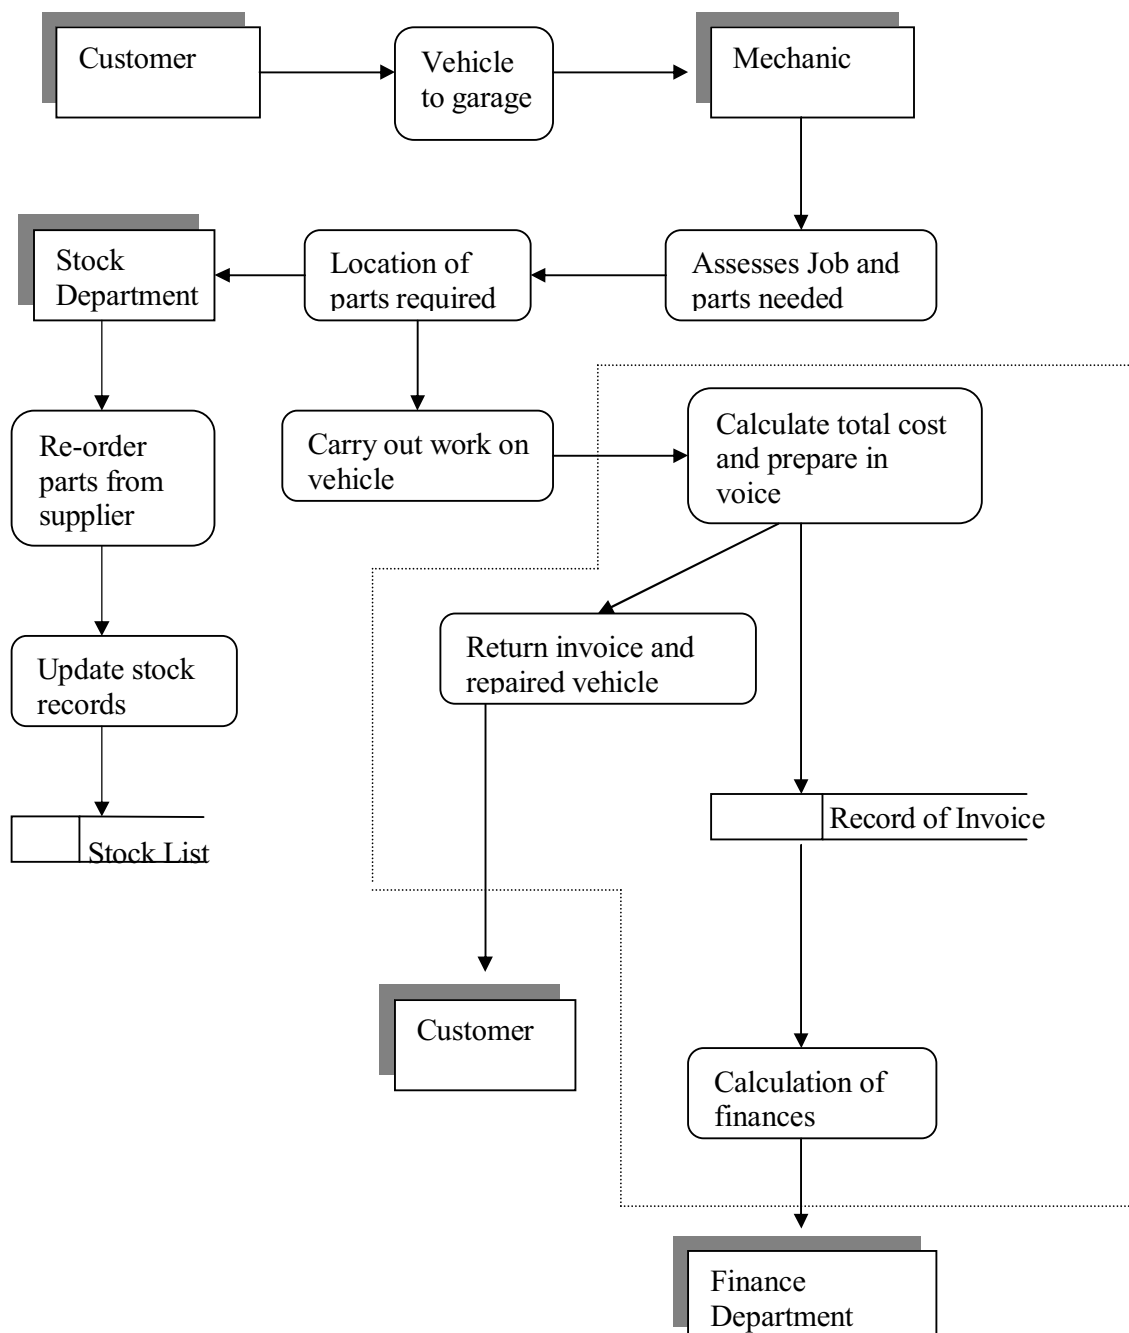 Customer
Vehicle
to garage
Mechanic
Stock
Department
Location of
parts required
Assesses Job and
parts needed
Re-order
parts from
supplier
Carry out work on
vehicle
Calculate total cost
and prepare in
voice
Update stock
records
Return invoice and
repaired vehicle
Stock List
Record of Invoice
Customer
Calculation of
finances
Finance
Department